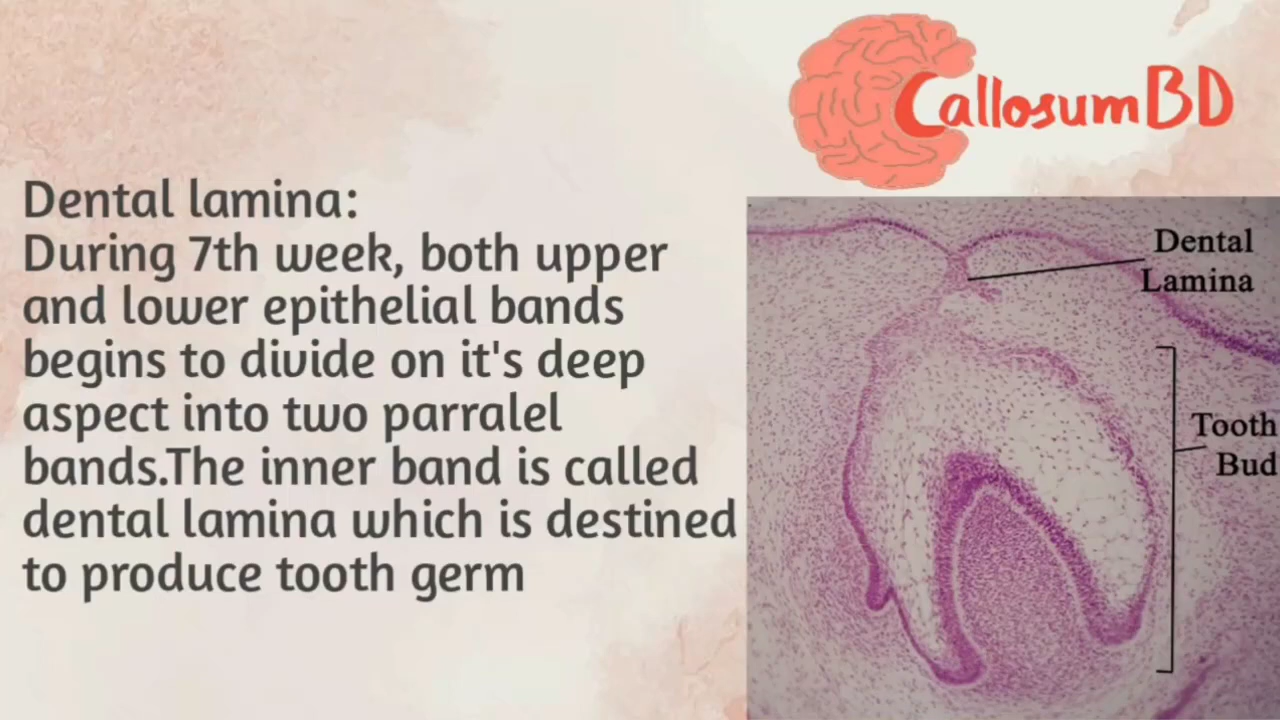 CallosumBD
Dental lamina:
During 7th week, both upper
and lower epithelial bands
begins to divide on it's deep
aspect into two parralel
bands.The inner band is called
dental lamina which is destined
to produce tooth germ
Dental
Lamina
Tooth
Bud